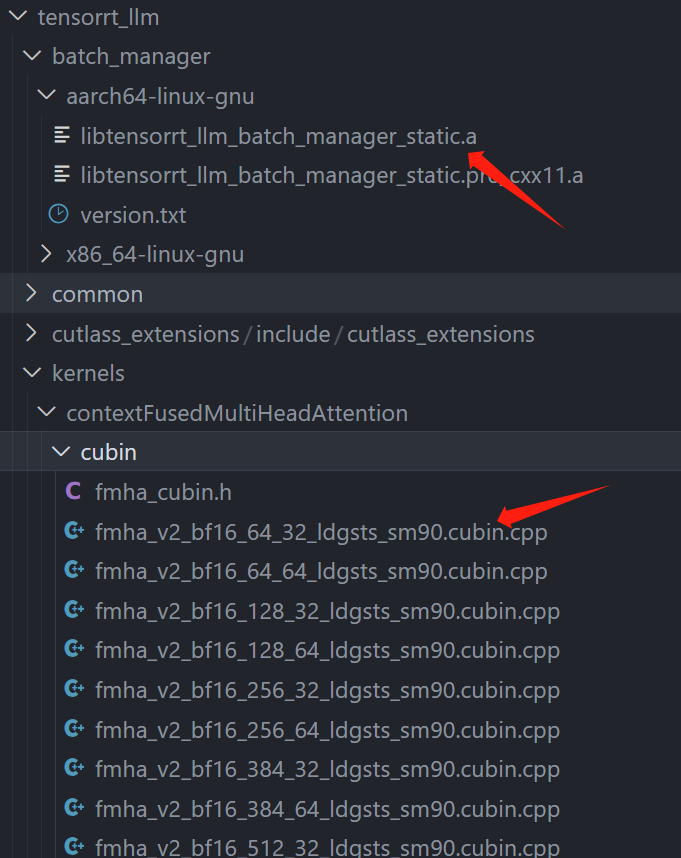 tensorrt_llm
batch_manager
aarch64-linux-gnu
libtensorrt_llm_batch_manager_static.a
libtensorrt_llm_batch_manager_static.pre_cxx11.a
version.txt
x86_64-linux-gnu
common
cutlass_extensions/include/cutlass_extensions
kernels
contextFusedMultiHeadAttention
cubin
fmha_cubin.h
fmha_v2_bf16_64_32_ldgsts_sm90.cubin.cpp
fmha_v2_bf16_64_64_ldgsts_sm90.cubin.cpp
fmha_v2_bf16_128_32_ldgsts_sm90.cubin.cpp
fmha_v2_bf16_128_64_ldgsts_sm90.cubin.cpp
fmha_v2_bf16_256_32_ldgsts_sm90.cubin.cpp
fmha_v2_bf16_256_64_ldgsts_sm90.cubin.cpp
fmha_v2_bf16_384_32_ldgsts_sm90.cubin.cpp
fmha_v2_bf16_384_64_ldgsts_sm90.cubin.cpp
fmha_v2_bf16_512_32_ldgsts_sm90.cubin.cpp